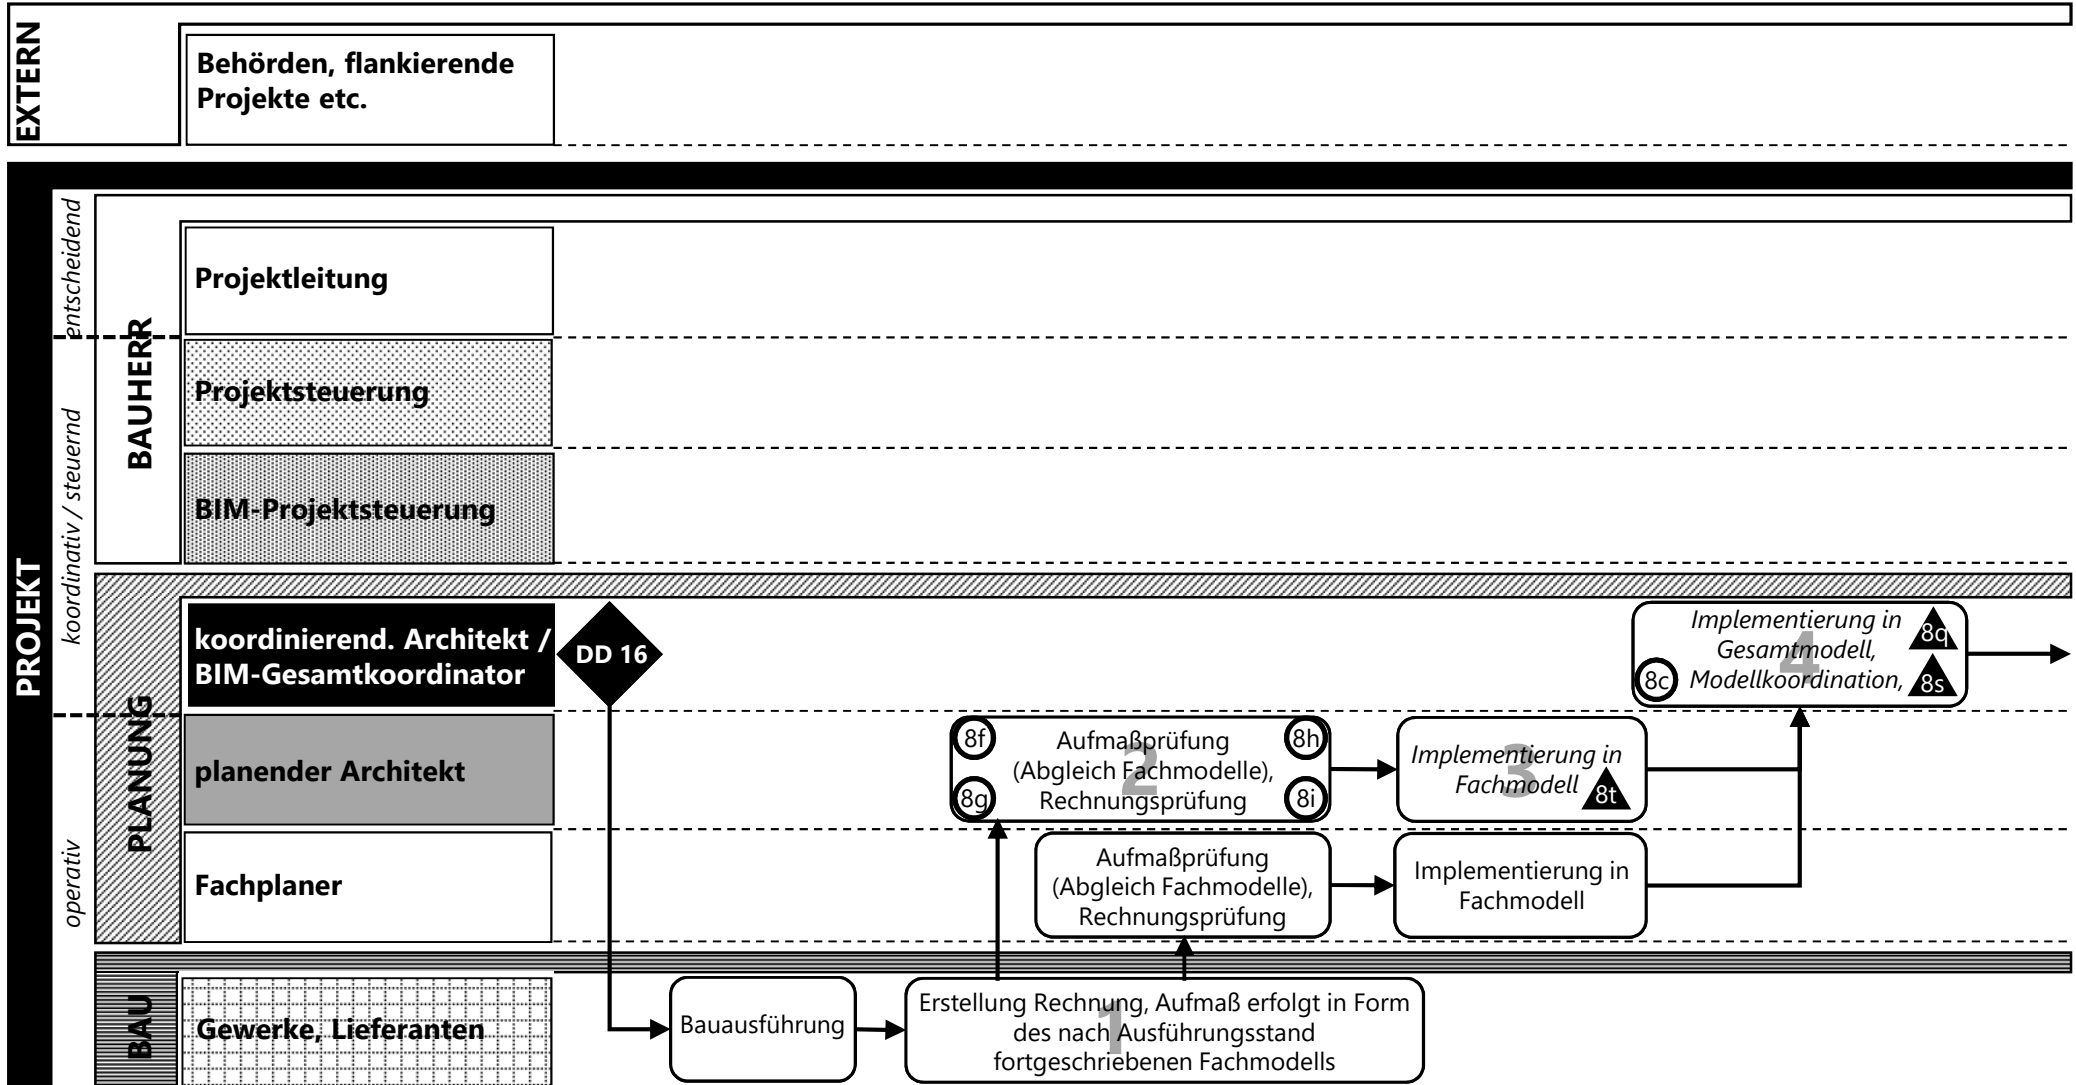 EXTERN
Behörden, flankierende
Projekte etc.
PROJEKT
entscheidend
koordinativ / steuernd
operativ
BAUHERR
Projektleitung
Projektsteuerung
BIM-Projektsteuerung
PLANUNG
koordinierend. Architekt /
BIM-Gesamtkoordinator
DD 16
4
Implementierung in
Gesamtmodell,
Modellkoordination,
8q
8c
8s
planender Architekt
2
8f
8h
Aufmaßprüfung
(Abgleich Fachmodelle),
Rechnungsprüfung
8g
8i
3
Implementierung in
Fachmodell
8t
Fachplaner
Aufmaßprüfung
(Abgleich Fachmodelle),
Rechnungsprüfung
Implementierung in
Fachmodell
BAU
Gewerke, Lieferanten
Bauausführung
1
Erstellung Rechnung, Aufmaß erfolgt in Form
des nach Ausführungsstand
fortgeschriebenen Fachmodells